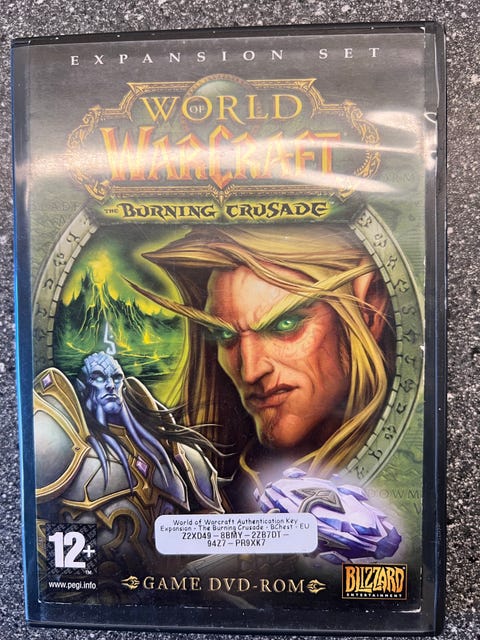 EXPANSION SET
WORLD
OF
WARCRAFT
THE BURNING CRUSADE
World of Warcraft Authentication Key
Expansion - The Burning Crusade - BChest - EU
Z2XD49 - 8BMY - 2ZB7DT -
94Z7 - PR9XK7
12+
™
www.pegi.info
GAME DVD-ROM
BLIZZARD
ENTERTAINMENT